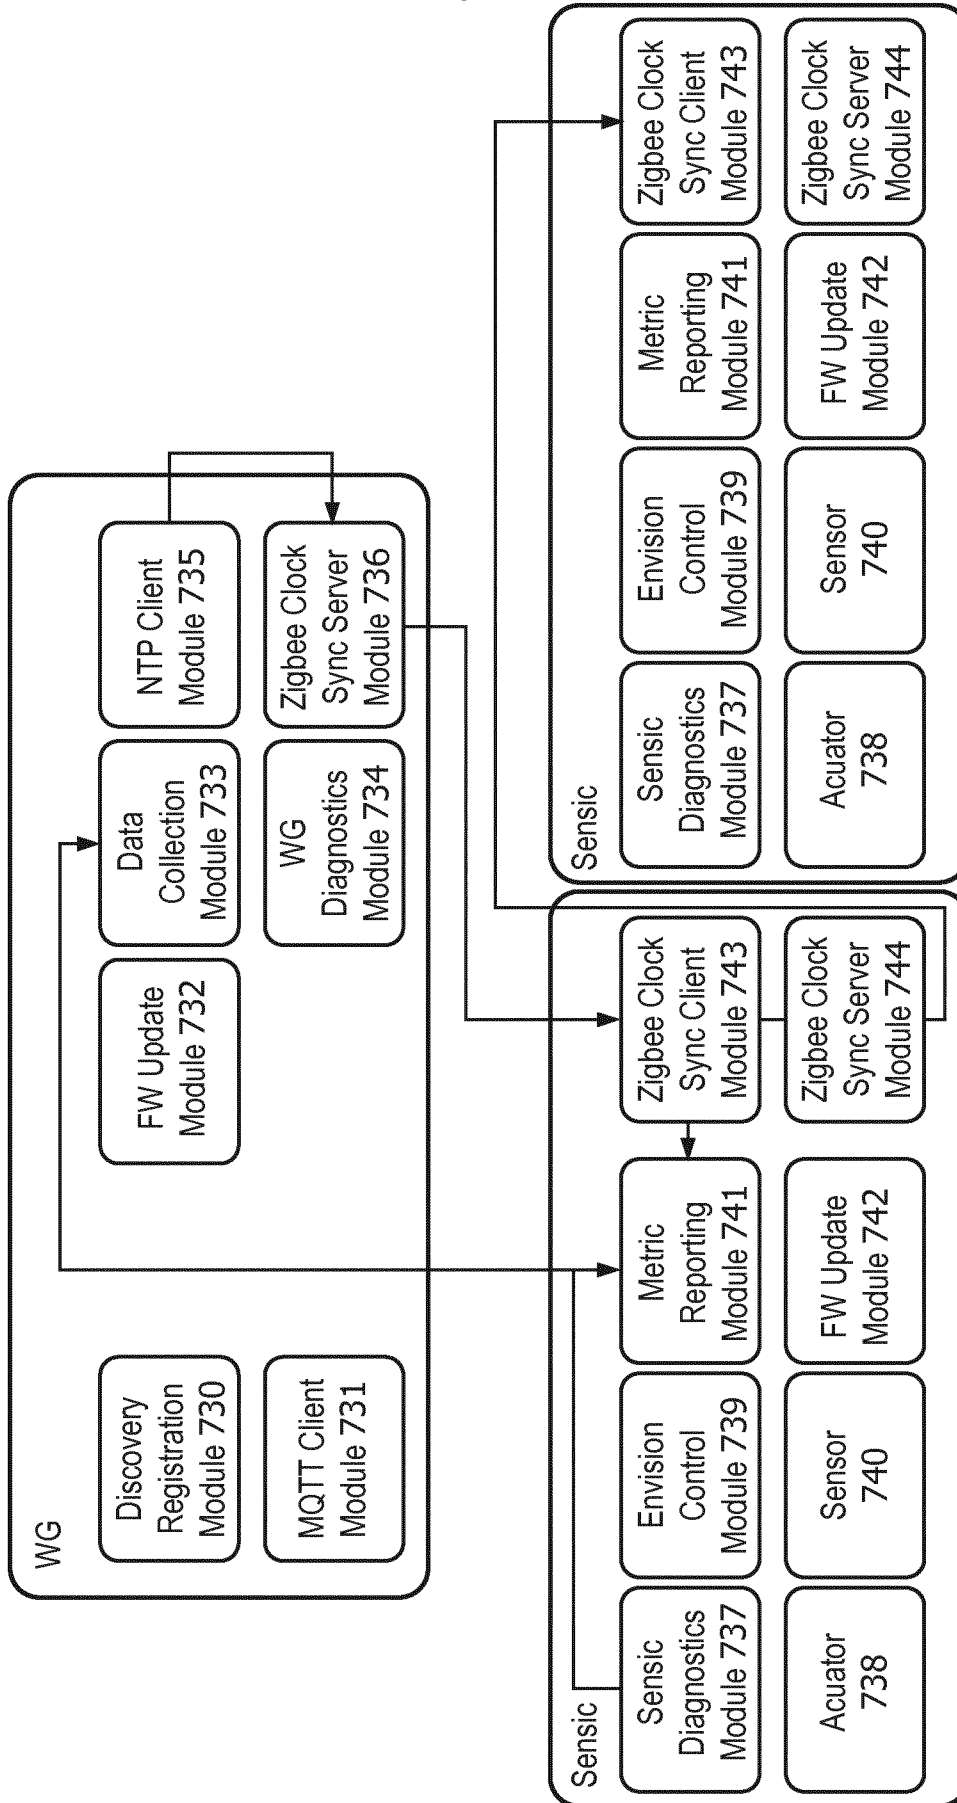 WG
Discovery
Registration
Module 730
MQTT Client
Module 731
FW Update
Module 732
Data
Collection
Module 733
WG
Diagnostics
Module 734
NTP Client
Module 735
Zigbee Clock
Sync Server
Module 736
Sensic
Sensic
Diagnostics
Module 737
Acuator
738
Envision
Control
Module 739
Sensor
740
Metric
Reporting
Module 741
FW Update
Module 742
Zigbee Clock
Sync Client
Module 743
Zigbee Clock
Sync Server
Module 744
Sensic
Sensic
Diagnostics
Module 737
Acuator
738
Envision
Control
Module 739
Sensor
740
Metric
Reporting
Module 741
FW Update
Module 742
Zigbee Clock
Sync Client
Module 743
Zigbee Clock
Sync Server
Module 744